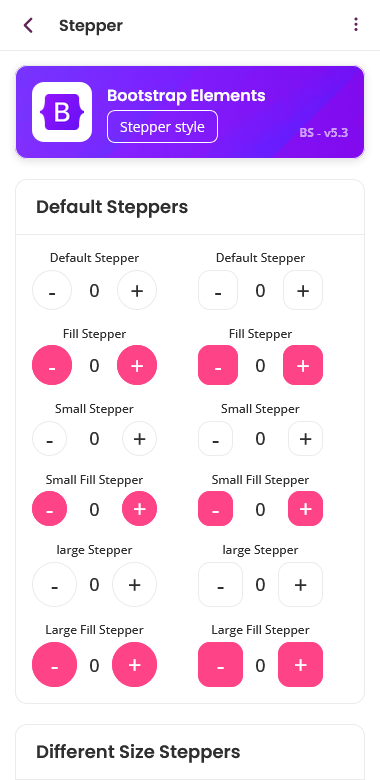 Stepper
B
Bootstrap Elements
Stepper style
BS - v5.3
Default Steppers
Default Stepper Default Stepper
- 0 + - 0 +
Fill Stepper Fill Stepper
- 0 + - 0 +
Small Stepper Small Stepper
- 0 + - 0 +
Small Fill Stepper Small Fill Stepper
- 0 + - 0 +
large Stepper large Stepper
- 0 + - 0 +
Large Fill Stepper Large Fill Stepper
- 0 + - 0 +
Different Size Steppers